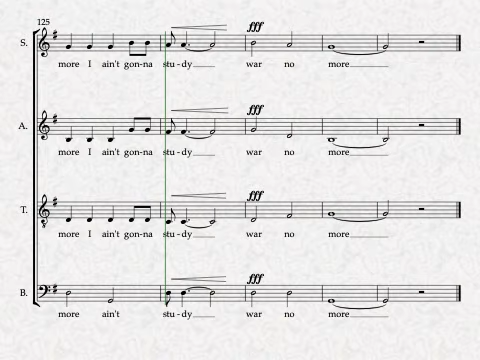 125
fff
S.
more I ain't gon-na stu-dy war no more
fff
A.
more I ain't gon-na stu-dy war no more
fff
T.
more I ain't gon-na stu-dy war no more
fff
B.
more ain't stu-dy war no more